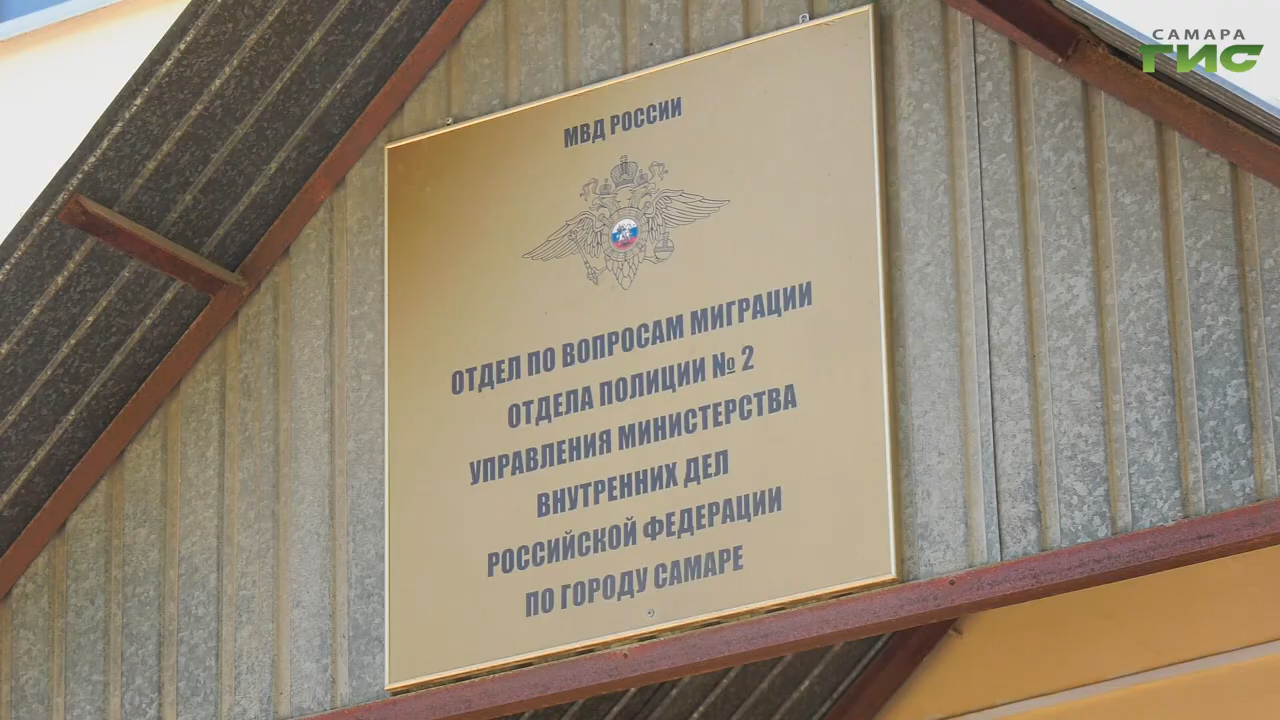 САМАРА
ГИС
МВД РОССИИ
ОТДЕЛ ПО ВОПРОСАМ МИГРАЦИИ
ОТДЕЛА ПОЛИЦИИ № 2
УПРАВЛЕНИЯ МИНИСТЕРСТВА
ВНУТРЕННИХ ДЕЛ
РОССИЙСКОЙ ФЕДЕРАЦИИ
ПО ГОРОДУ САМАРЕ